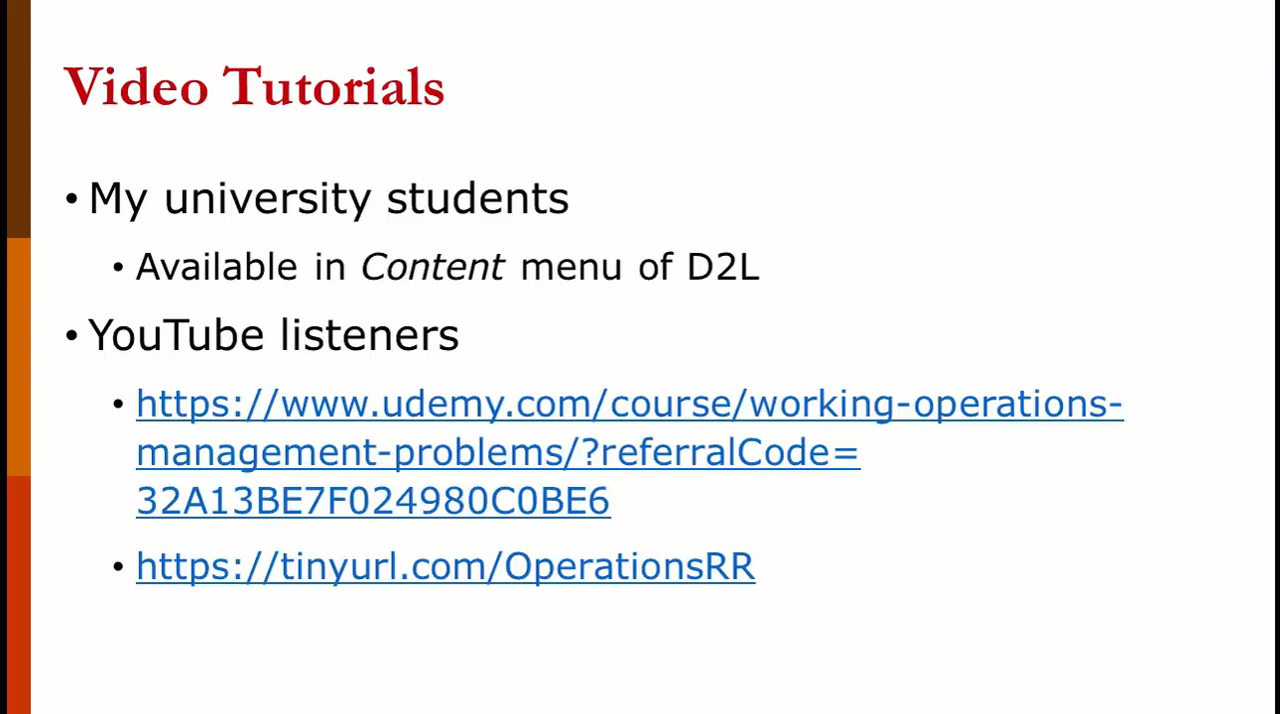 Video Tutorials
• My university students
• Available in Content menu of D2L
• YouTube listeners
• https://www.udemy.com/course/working-operations-
management-problems/?referralCode=
32A13BE7F024980C0BE6
• https://tinyurl.com/OperationsRR